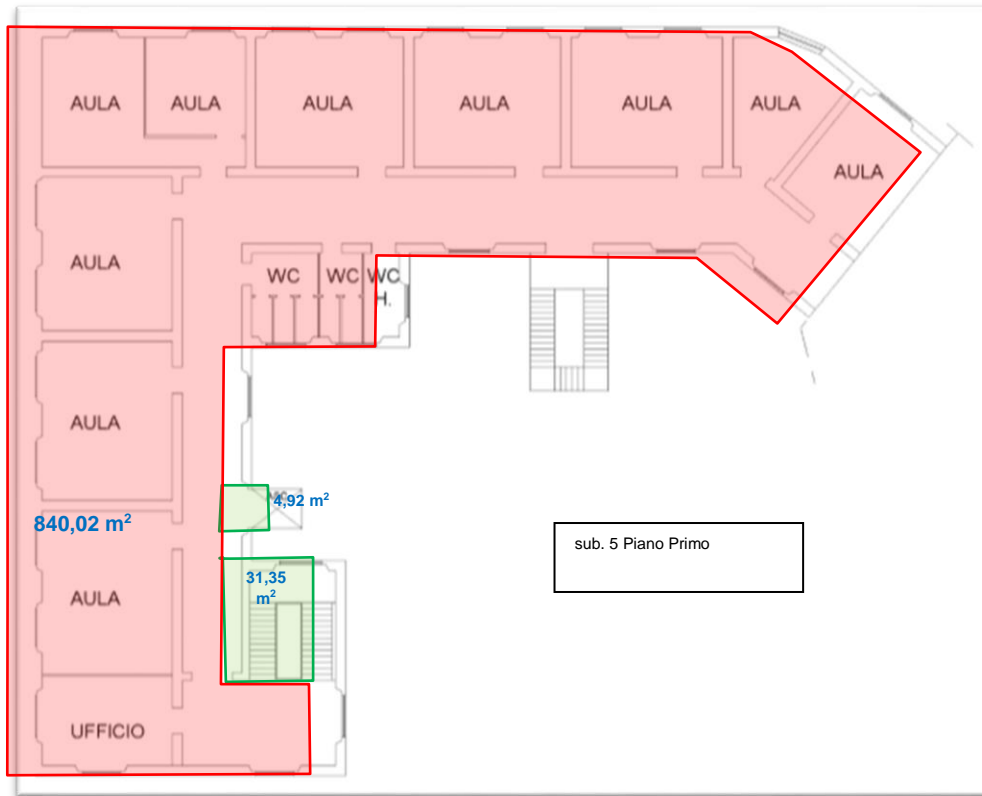 AULA
AULA
AULA
AULA
AULA
AULA
AULA
AULA
WC
WC
WC
H.
AULA
4,92 m²
840,02 m²
sub. 5 Piano Primo
31,35
m²
AULA
UFFICIO